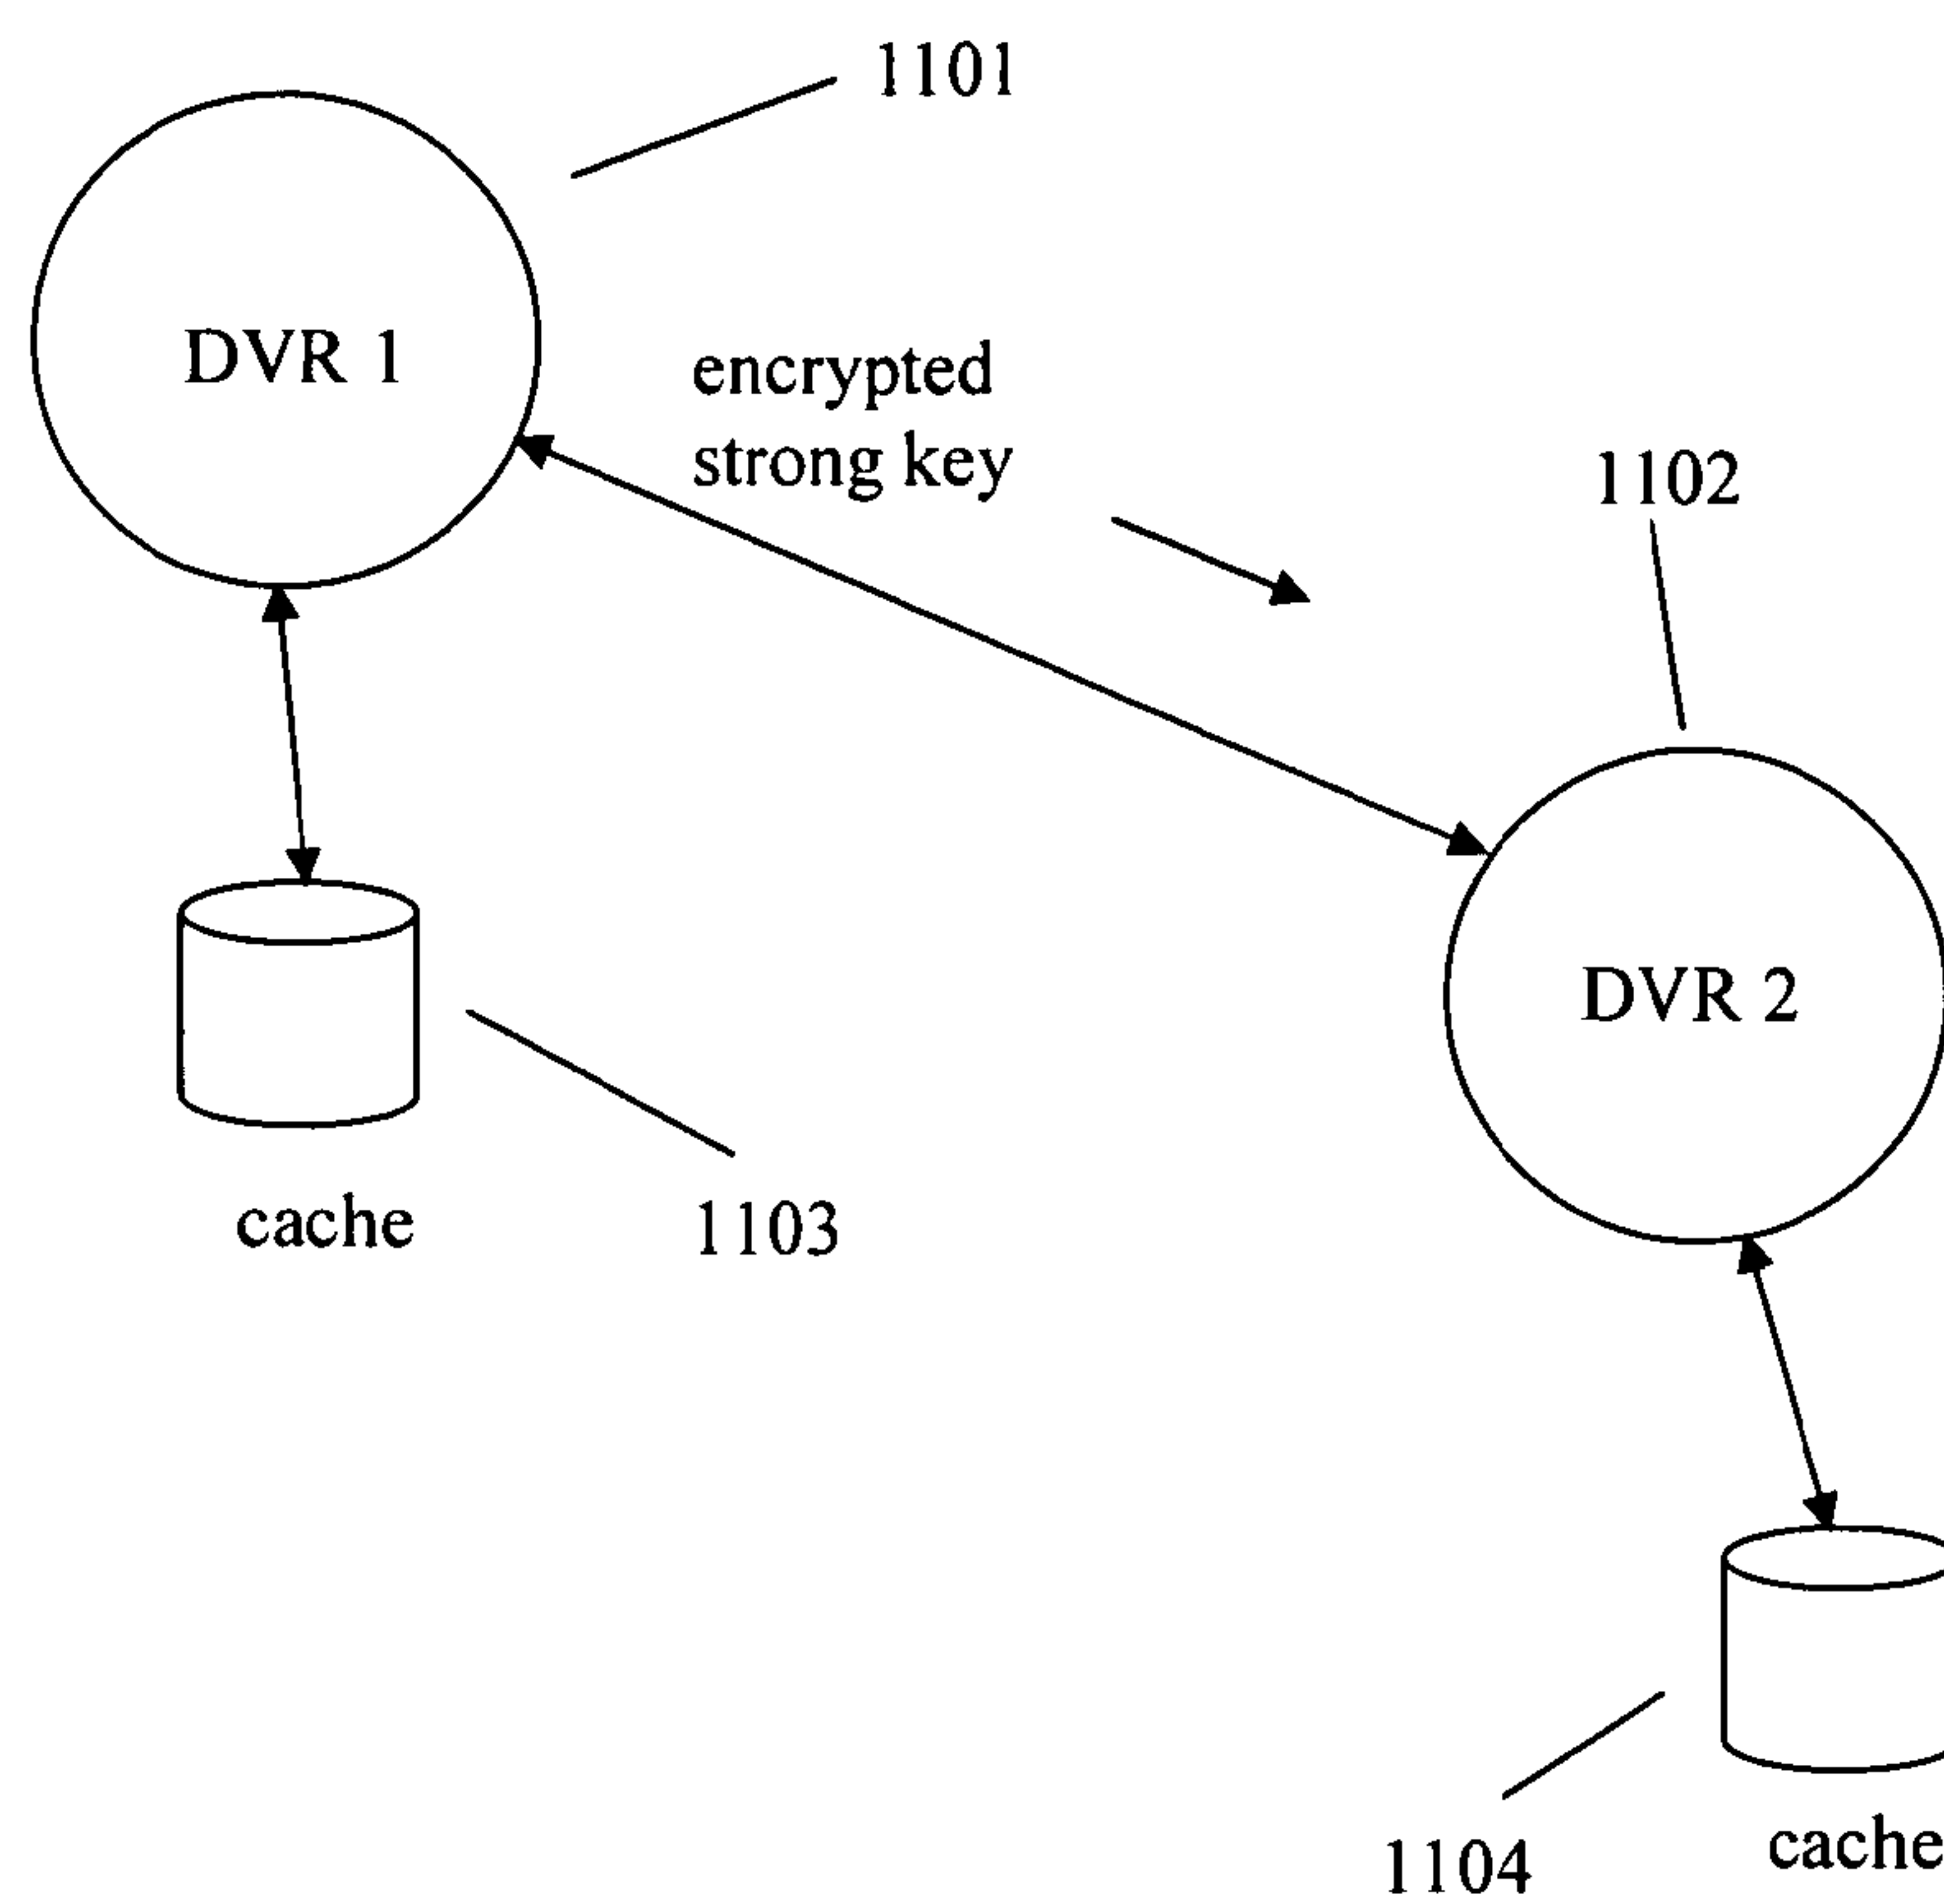 1101
DVR 1
encrypted
strong key
1102
DVR 2
cache
1103
1104
cache